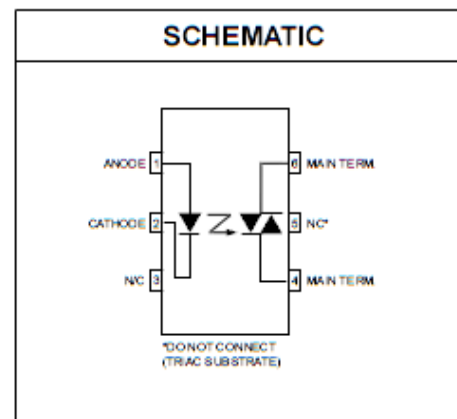 SCHEMATIC
ANODE 1
6 MAIN TERM.
CATHODE 2
5 NC*
N/C 3
4 MAIN TERM.
*DO NOT CONNECT
(TRIAC SUBSTRATE)